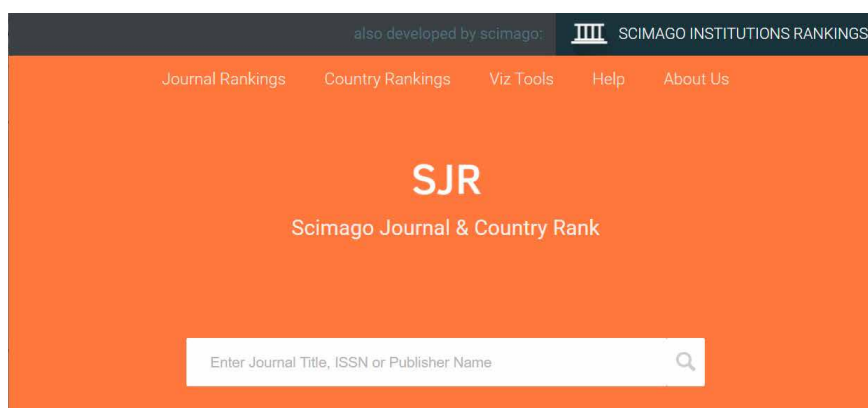 also developed by scimago: SCIMAGO INSTITUTIONS RANKINGS
Journal Rankings Country Rankings Viz Tools Help About Us
SJR
Scimago Journal & Country Rank
Enter Journal Title, ISSN or Publisher Name